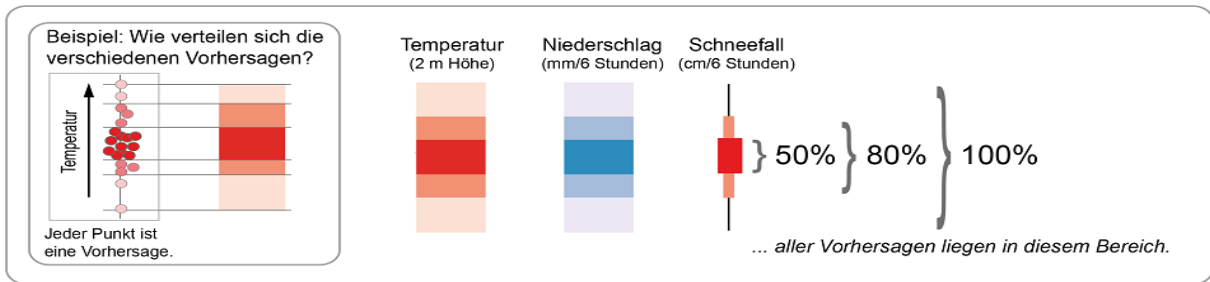 Beispiel: Wie verteilen sich die
verschiedenen Vorhersagen?
Temperatur
Jeder Punkt ist
eine Vorhersage.
Temperatur
(2 m Höhe)
Niederschlag
(mm/6 Stunden)
Schneefall
(cm/6 Stunden)
50% 80% 100%
... aller Vorhersagen liegen in diesem Bereich.